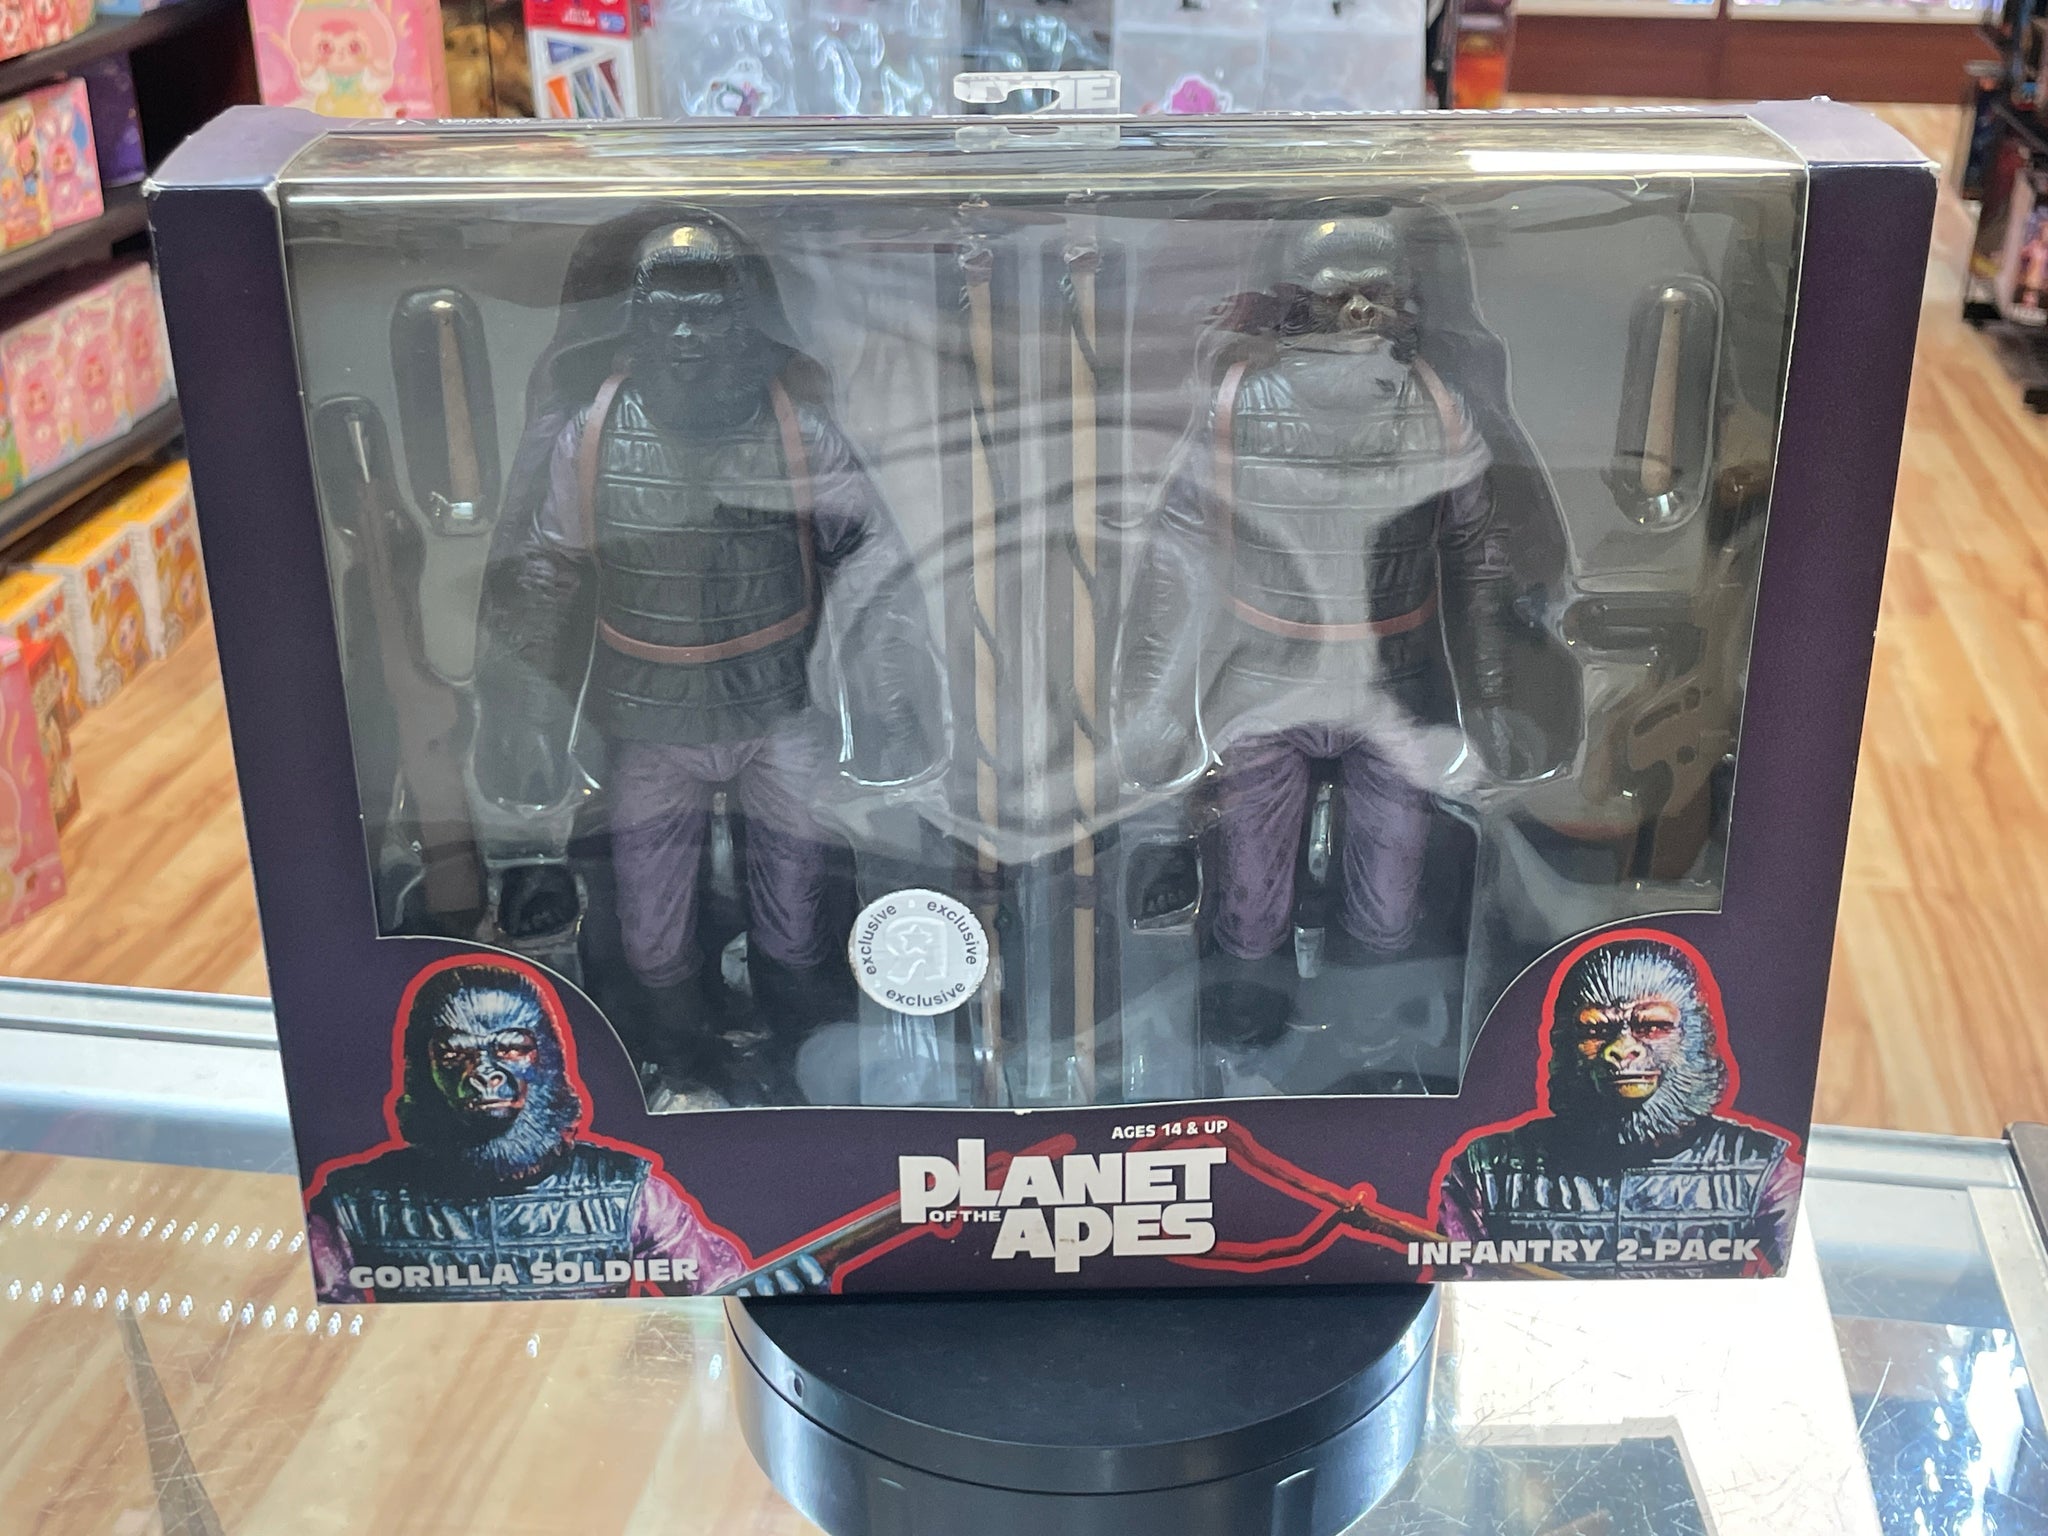 exclusive exclusive exclusive
AGES 14 & UP
PLANET
OF THE APES
GORILLA SOLDIER
INFANTRY 2-PACK